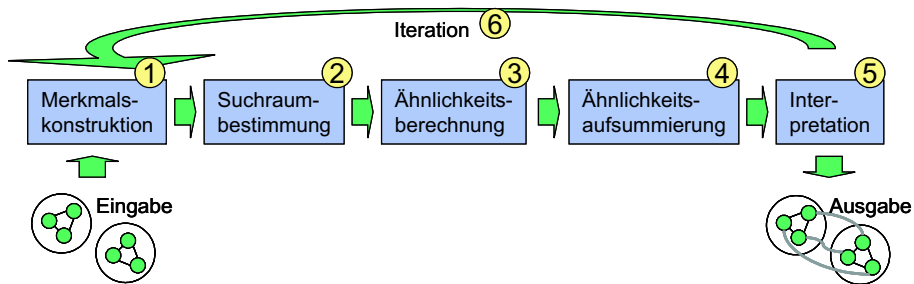 Iteration 6
1
Merkmals-
konstruktion
2
Suchraum-
bestimmung
3
Ähnlichkeits-
berechnung
4
Ähnlichkeits-
aufsummierung
5
Inter-
pretation
Eingabe
Ausgabe